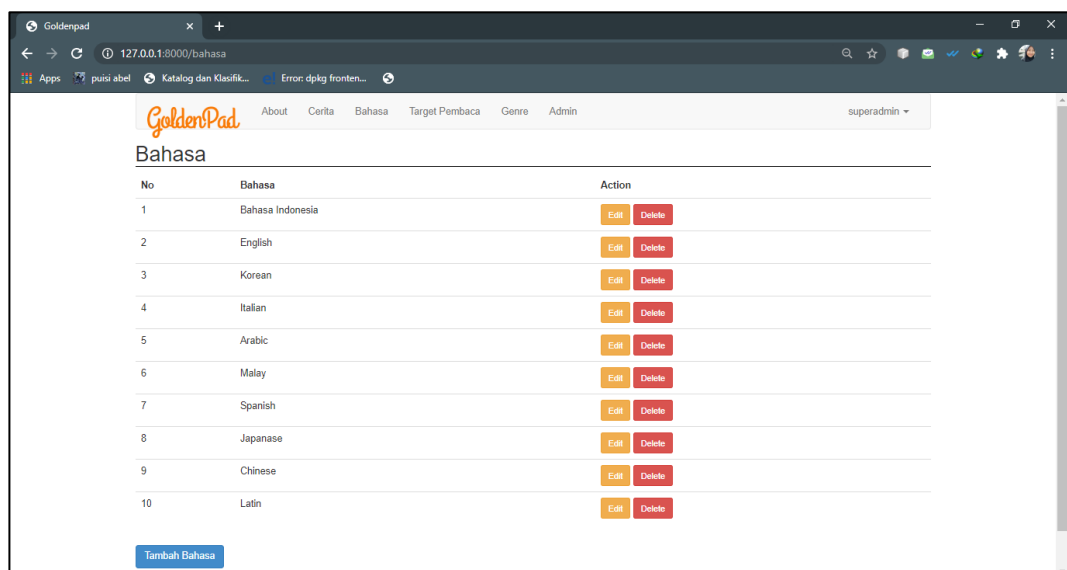 Goldenpad
127.0.0.1:8000/bahasa
Apps puisi abel Katalog dan Klasifik... Error: dpkg fronten...
GoldenPad About Cerita Bahasa Target Pembaca Genre Admin superadmin
Bahasa
No Bahasa Action
1 Bahasa Indonesia Edit Delete
2 English Edit Delete
3 Korean Edit Delete
4 Italian Edit Delete
5 Arabic Edit Delete
6 Malay Edit Delete
7 Spanish Edit Delete
8 Japanase Edit Delete
9 Chinese Edit Delete
10 Latin Edit Delete
Tambah Bahasa